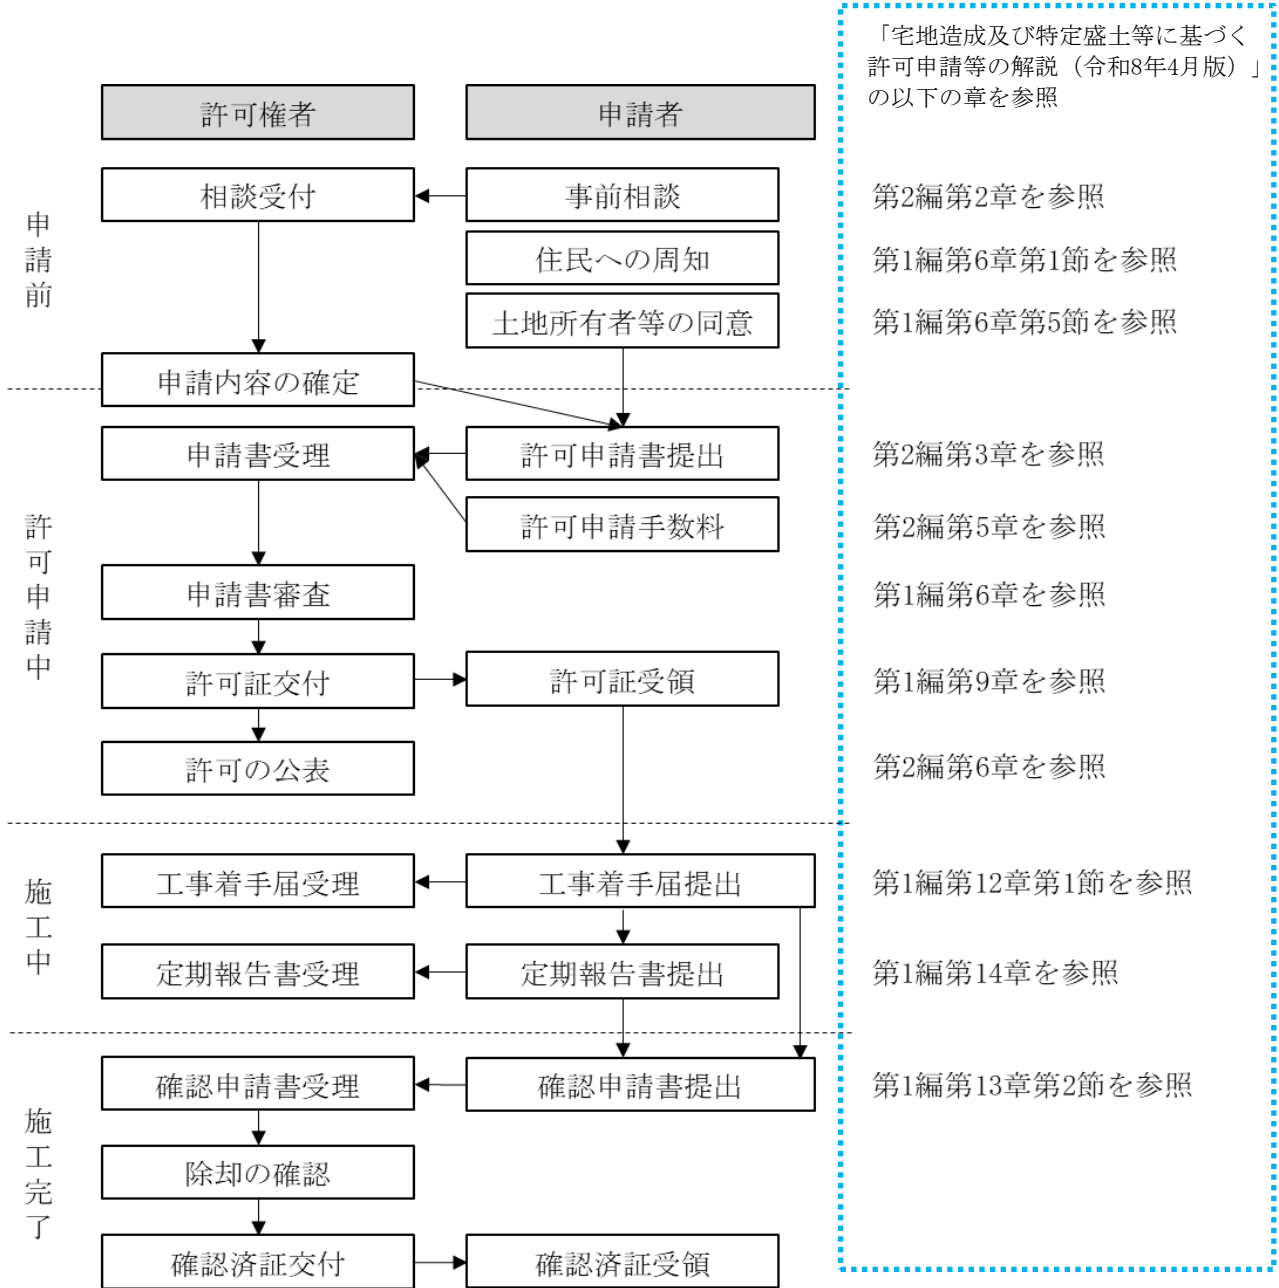 「宅地造成及び特定盛土等に基づく
許可申請等の解説（令和8年4月版）」
の以下の章を参照
許可権者
申請者
申請前
相談受付
事前相談
第2編第2章を参照
住民への周知
第1編第6章第1節を参照
土地所有者等の同意
第1編第6章第5節を参照
申請内容の確定
許可申請中
申請書受理
許可申請書提出
第2編第3章を参照
許可申請手数料
第2編第5章を参照
申請書審査
第1編第6章を参照
許可証交付
許可証受領
第1編第9章を参照
許可の公表
第2編第6章を参照
施工中
工事着手届受理
工事着手届提出
第1編第12章第1節を参照
定期報告書受理
定期報告書提出
第1編第14章を参照
施工完了
確認申請書受理
確認申請書提出
第1編第13章第2節を参照
除却の確認
確認済証交付
確認済証受領